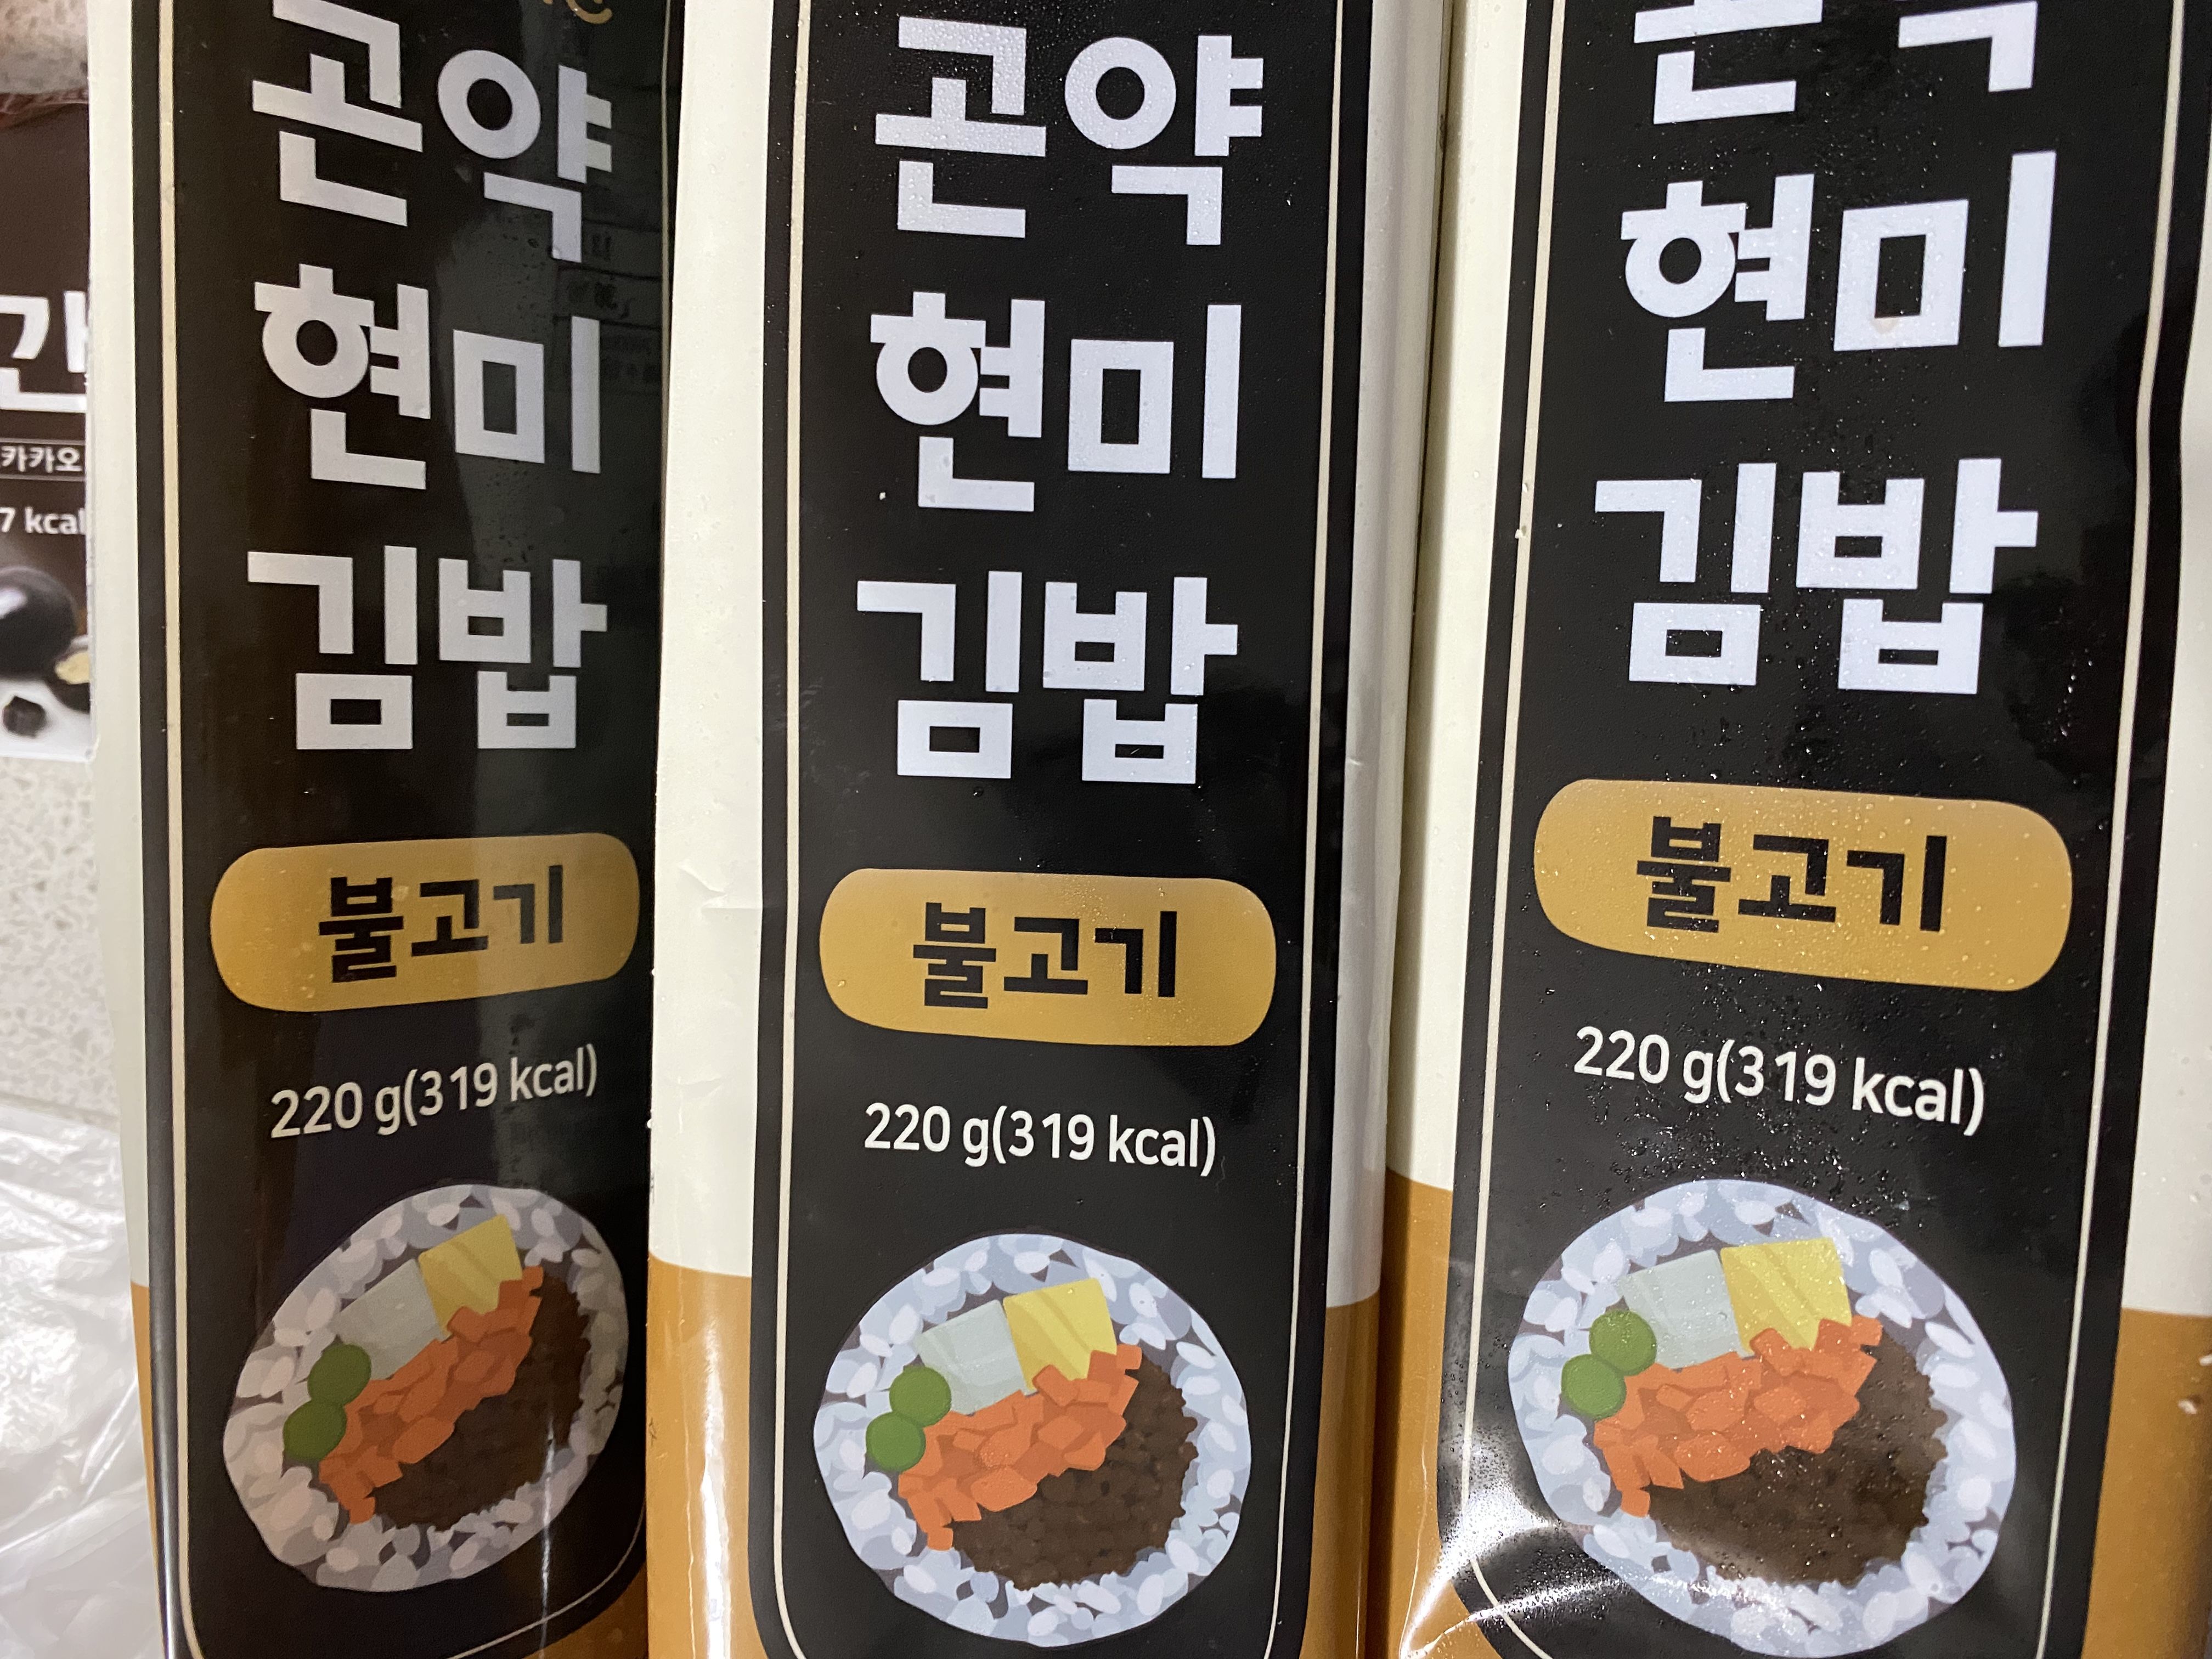 카카오
7 kcal
곤약
현미
김밥
불고기
220 g(319 kcal)
곤약
현미
김밥
불고기
220 g(319 kcal)
곤약
현미
김밥
불고기
220 g(319 kcal)